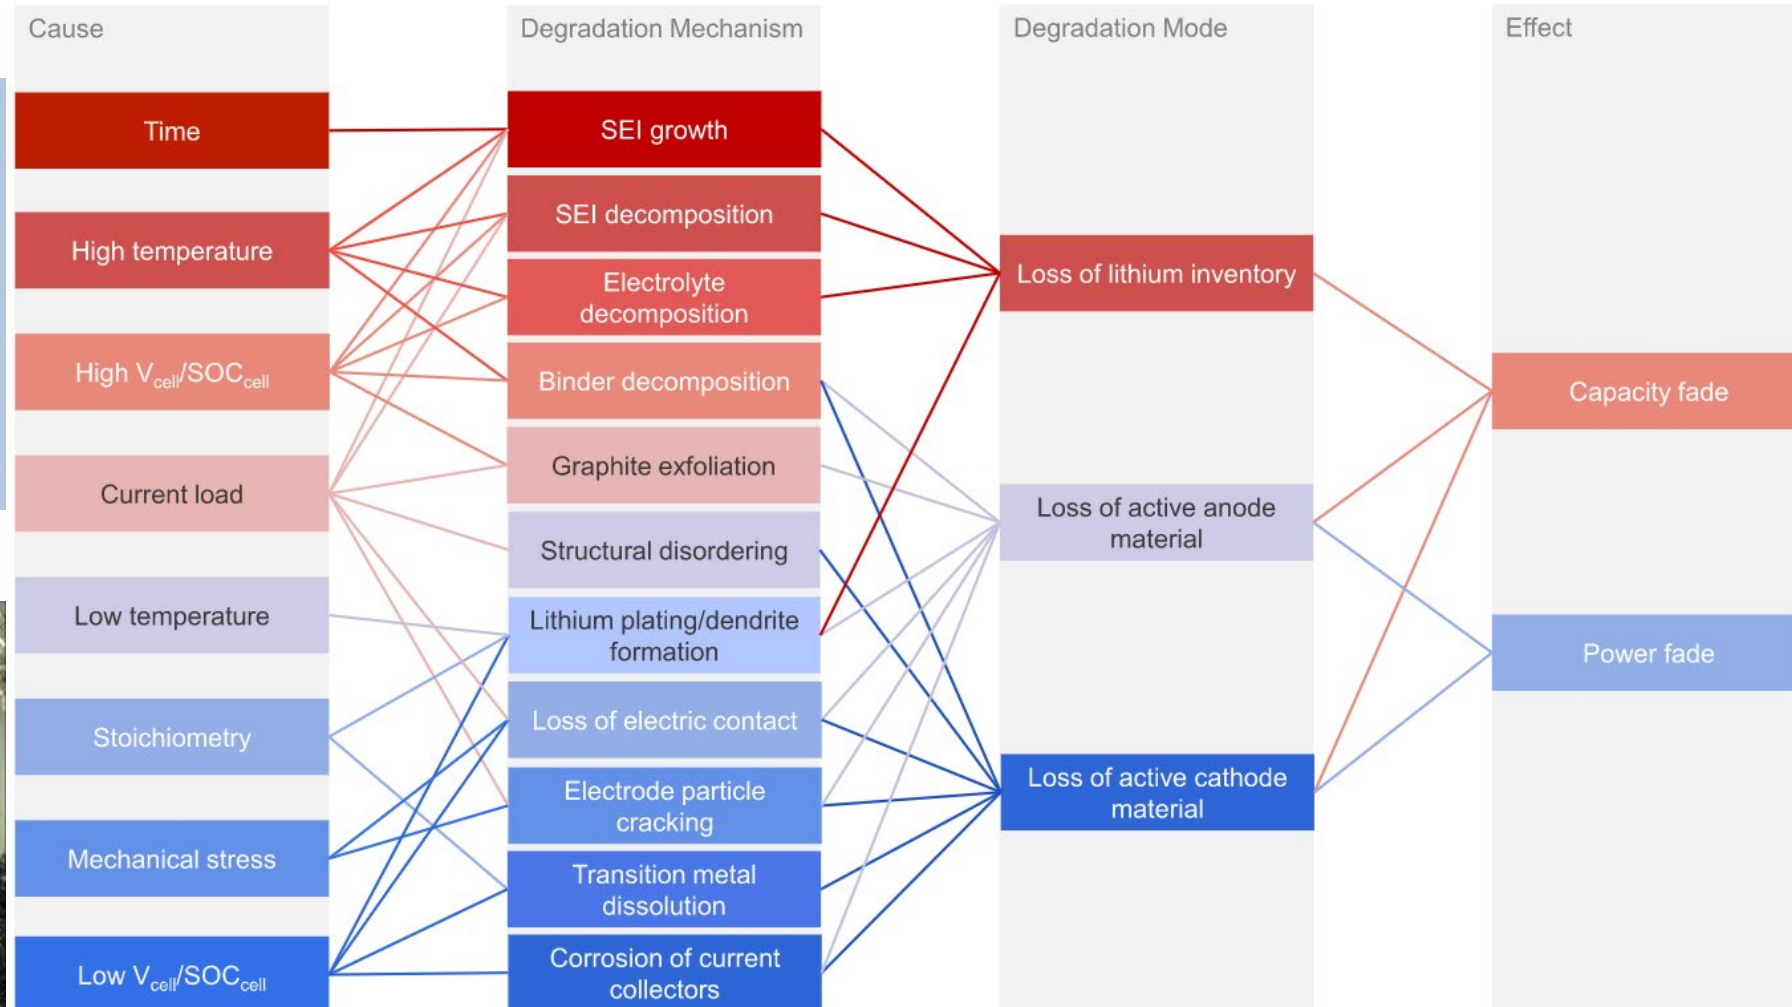 Cause
Time
High temperature
High Vcell/SOCcell
Current load
Low temperature
Stoichiometry
Mechanical stress
Low Vcell/SOCcell
Degradation Mechanism
SEI growth
SEI decomposition
Electrolyte
decomposition
Binder decomposition
Graphite exfoliation
Structural disordering
Lithium plating/dendrite
formation
Loss of electric contact
Electrode particle
cracking
Transition metal
dissolution
Corrosion of current
collectors
Degradation Mode
Loss of lithium inventory
Loss of active anode
material
Loss of active cathode
material
Effect
Capacity fade
Power fade